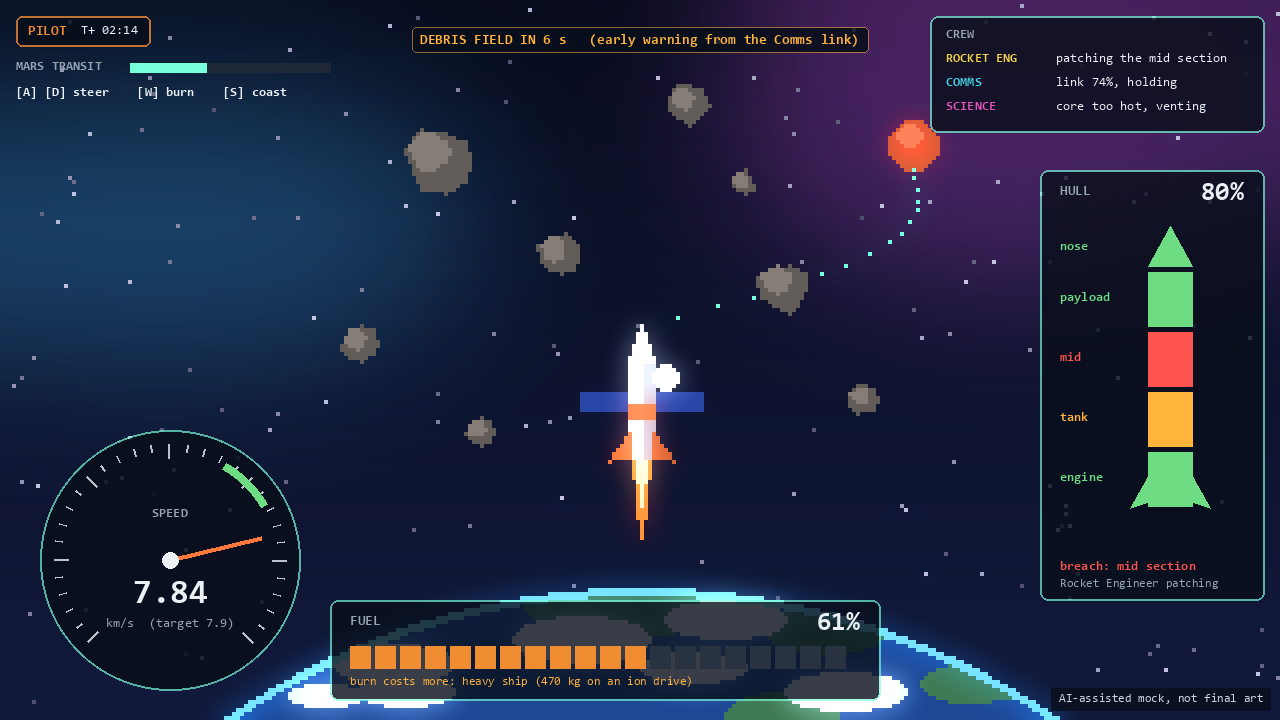 PILOT T+ 02:14
MARS TRANSIT
[A] [D] steer [W] burn [S] coast
DEBRIS FIELD IN 6 s (early warning from the Comms link)
CREW
ROCKET ENG patching the mid section
COMMS link 74%, holding
SCIENCE core too hot, venting
HULL 80%
nose
payload
mid
tank
engine
breach: mid section
Rocket Engineer patching
SPEED
7.84
km/s (target 7.9)
FUEL 61%
burn costs more: heavy ship (470 kg on an ion drive)
AI-assisted mock, not final art